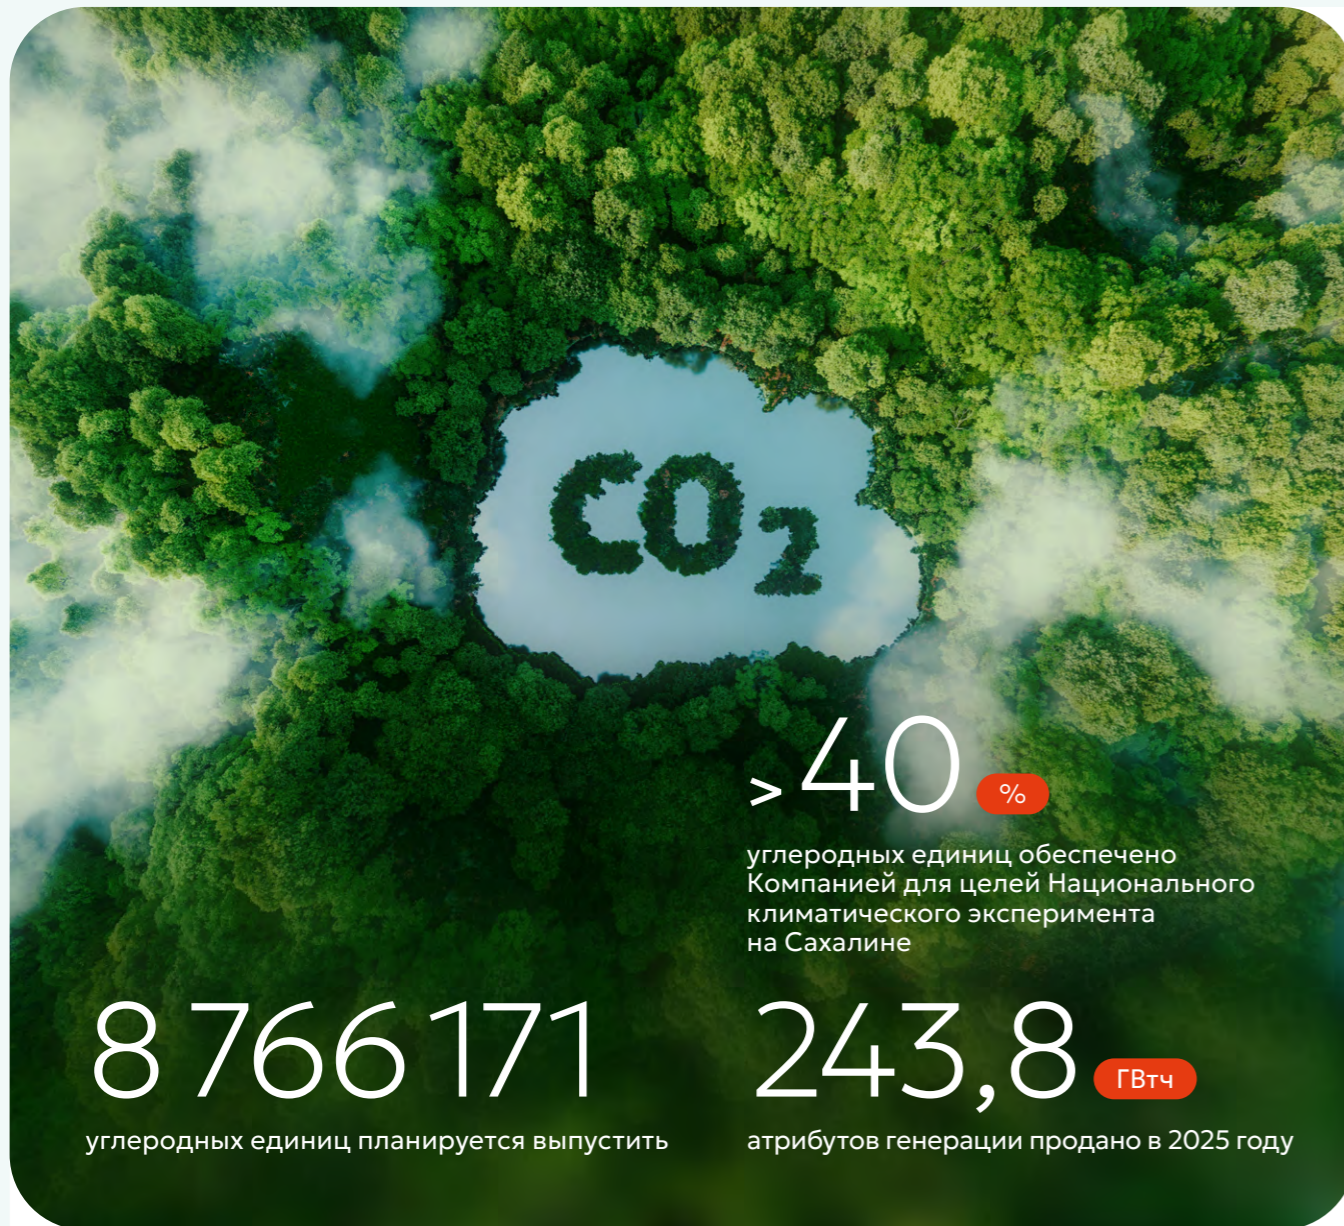 CO₂
> 40 %
углеродных единиц обеспечено
Компанией для целей Национального
климатического эксперимента
на Сахалине
8 766 171
углеродных единиц планируется выпустить
243,8 ГВтч
атрибутов генерации продано в 2025 году